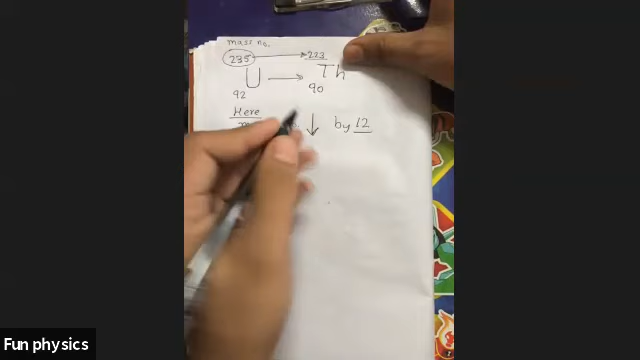 mass no.
235 → 223
U → Th
92 90
Here
↓ by 12
Fun physics